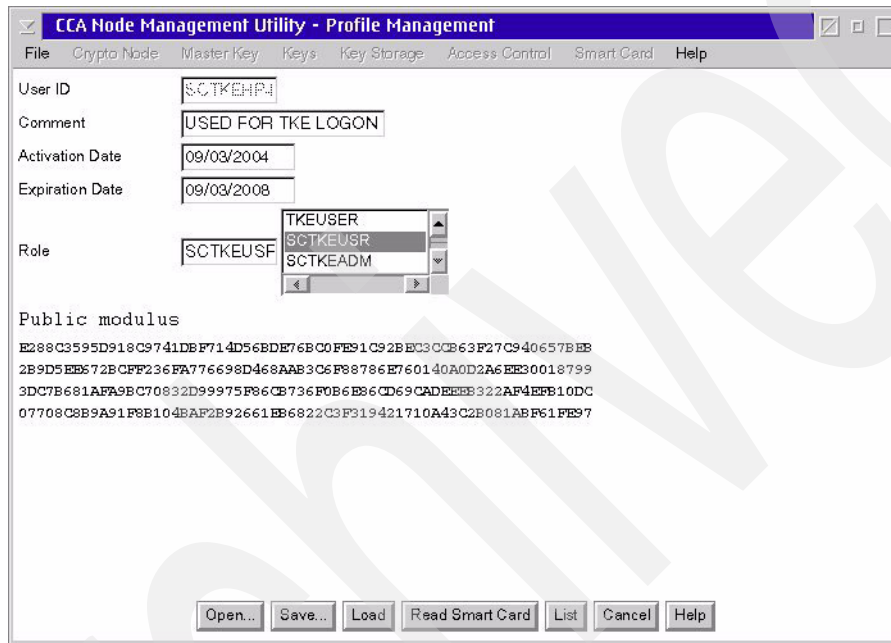 CCA Node Management Utility - Profile Management
File Crypto Node Master Key Keys Key Storage Access Control Smart Card Help
User ID SCTKEHP4
Comment USED FOR TKE LOGON
Activation Date 09/03/2004
Expiration Date 09/03/2008
TKEUSER
Role SCTKEUSF SCTKEUSR
SCTKEADM
Public modulus
E288C3595D918C9741DBF714D56BDE76BC0FE91C92BEC3CCB63F27C940657BEB
2B9D5EE672BCFF236FA776698D468AAB3C6F88786E760140A0D2A6EE30018799
3DC7B681AFA9BC70832D99975F86CB736F0B6E86CD69CADEEEB322AF4EFB10DC
07708C8B9A91F8B104BAF2B92661EB6822C3F319421710A43C2B081ABF61FE97
Open... Save... Load Read Smart Card List Cancel Help